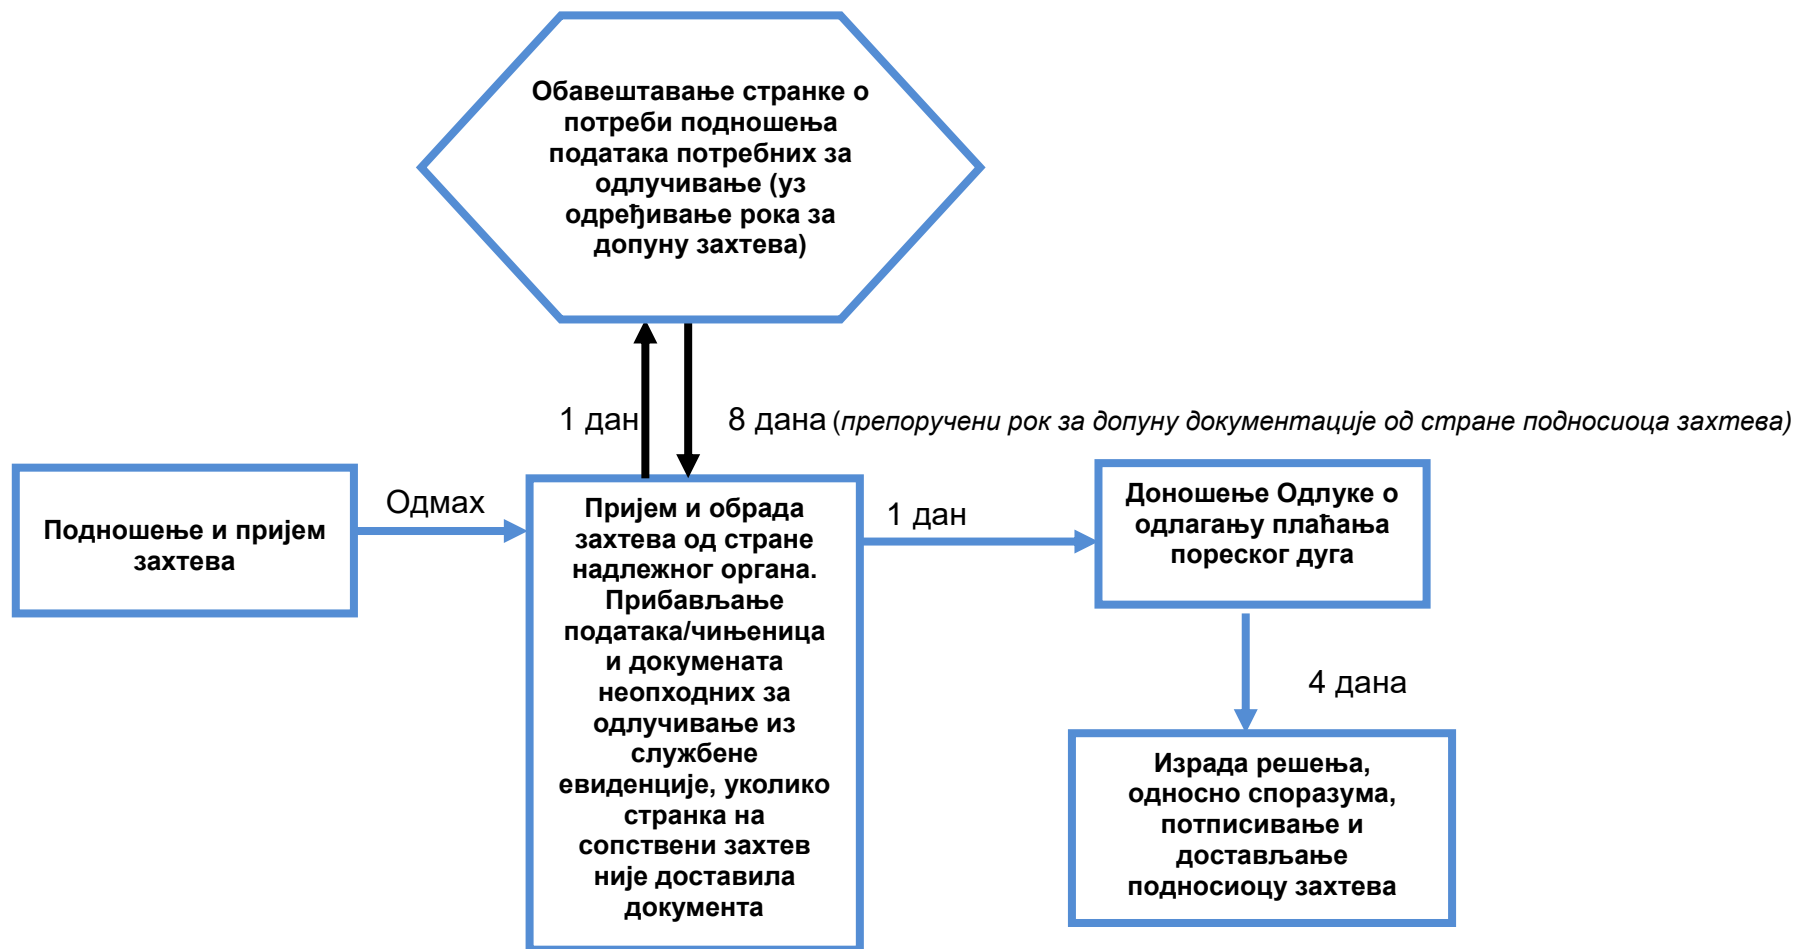 Обавештавање странке о
потреби подношења
података потребних за
одлучивање (уз
одређивање рока за
допуну захтева)
1 дан
8 дана (препоручени рок за допуну документације од стране подносиоца захтева)
Подношење и пријем
захтева
Одмах
Пријем и обрада
захтева од стране
надлежног органа.
Прибављање
података/чињеница
и докумената
неопходних за
одлучивање из
службене
евиденције, уколико
странка на
сопствени захтев
није доставила
документа
1 дан
Доношење Одлуке о
одлагању плаћања
пореског дуга
4 дана
Израда решења,
односно споразума,
потписивање и
достављање
подносиоцу захтева